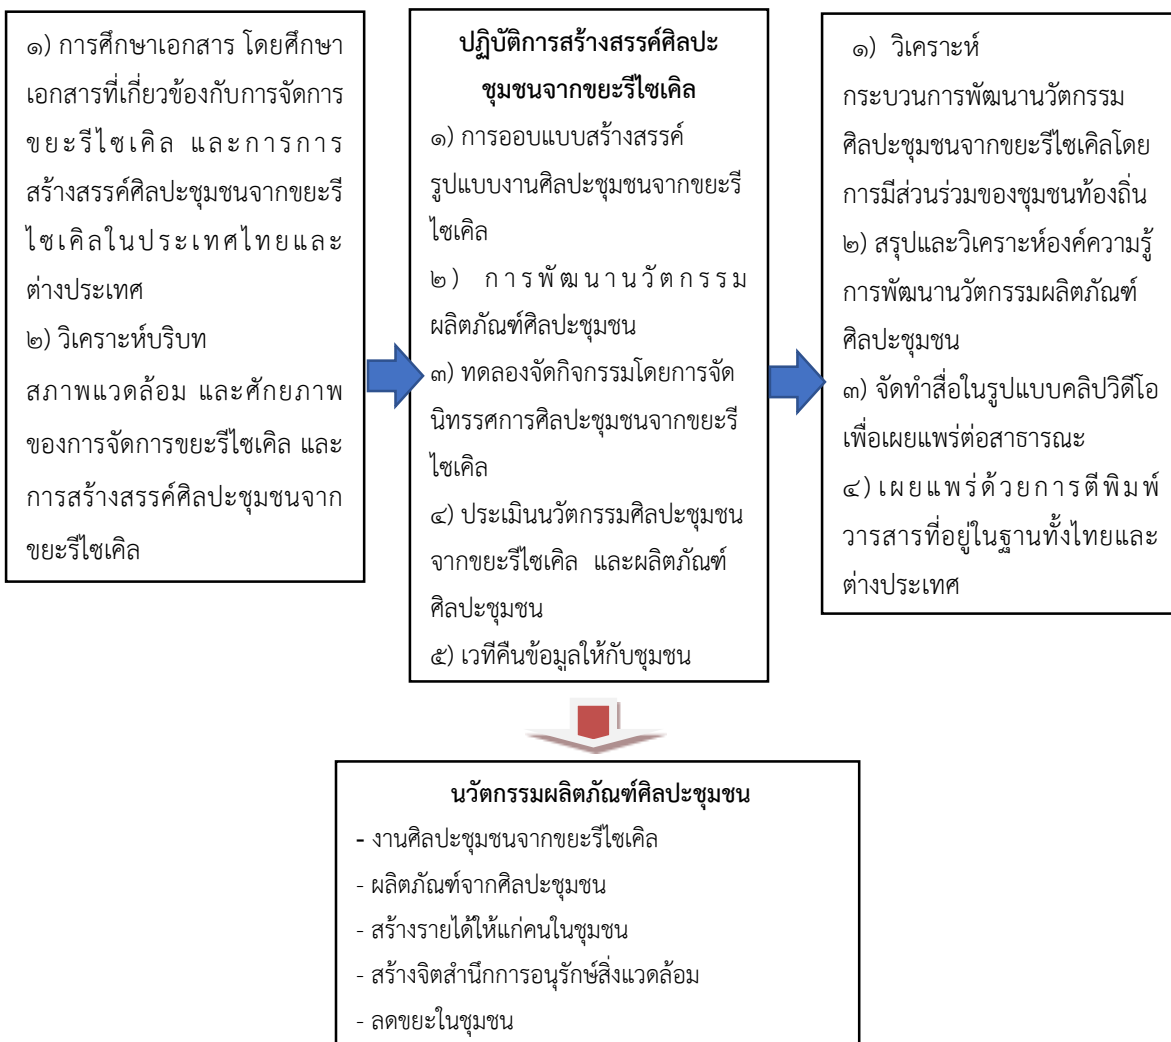 ๑) การศึกษาเอกสาร โดยศึกษา
เอกสารที่เกี่ยวข้องกับการจัดการ
ขยะรีไซเคิล และการการ
สร้างสรรค์ศิลปะชุมชนจากขยะรี
ไซเคิลในประเทศไทยและ
ต่างประเทศ
๒) วิเคราะห์บริบท
สภาพแวดล้อม และศักยภาพ
ของการจัดการขยะรีไซเคิล และ
การสร้างสรรค์ศิลปะชุมชนจาก
ขยะรีไซเคิล
ปฏิบัติการสร้างสรรค์ศิลปะ
ชุมชนจากขยะรีไซเคิล
๑) การออบแบบสร้างสรรค์
รูปแบบงานศิลปะชุมชนจากขยะรี
ไซเคิล
๒) การพัฒนานวัตกรรม
ผลิตภัณฑ์ศิลปะชุมชน
๓) ทดลองจัดกิจกรรมโดยการจัด
นิทรรศการศิลปะชุมชนจากขยะรี
ไซเคิล
๔) ประเมินนวัตกรรมศิลปะชุมชน
จากขยะรีไซเคิล และผลิตภัณฑ์
ศิลปะชุมชน
๕) เวทีคืนข้อมูลให้กับชุมชน
๑) วิเคราะห์
กระบวนการพัฒนานวัตกรรม
ศิลปะชุมชนจากขยะรีไซเคิลโดย
การมีส่วนร่วมของชุมชนท้องถิ่น
๒) สรุปและวิเคราะห์องค์ความรู้
การพัฒนานวัตกรรมผลิตภัณฑ์
ศิลปะชุมชน
๓) จัดทำสื่อในรูปแบบคลิปวิดีโอ
เพื่อเผยแพร่ต่อสาธารณะ
๔) เผยแพร่ด้วยการตีพิมพ์
วารสารที่อยู่ในฐานทั้งไทยและ
ต่างประเทศ
นวัตกรรมผลิตภัณฑ์ศิลปะชุมชน
- งานศิลปะชุมชนจากขยะรีไซเคิล
- ผลิตภัณฑ์จากศิลปะชุมชน
- สร้างรายได้ให้แก่คนในชุมชน
- สร้างจิตสำนึกการอนุรักษ์สิ่งแวดล้อม
- ลดขยะในชุมชน